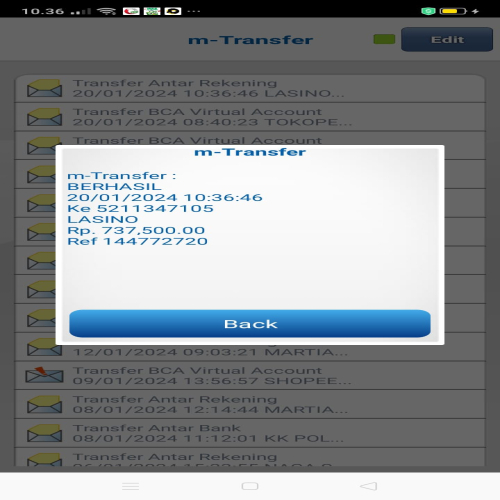 10.36
m-Transfer
Edit
Transfer Antar Rekening
20/01/2024 10:36:46 LASINO...
Transfer BCA Virtual Account
20/01/2024 08:40:23 TOKOPE...
Transfer BCA Virtual Account
m-Transfer
m-Transfer :
BERHASIL
20/01/2024 10:36:46
Ke 5211347105
LASINO
Rp. 737,500.00
Ref 144772720
Back
12/01/2024 09:03:21 MARTIA...
Transfer BCA Virtual Account
09/01/2024 13:56:57 SHOPEE...
Transfer Antar Rekening
08/01/2024 12:14:44 MARTIA...
Transfer Antar Bank
08/01/2024 11:12:01 KK POL...
Transfer Antar Rekening